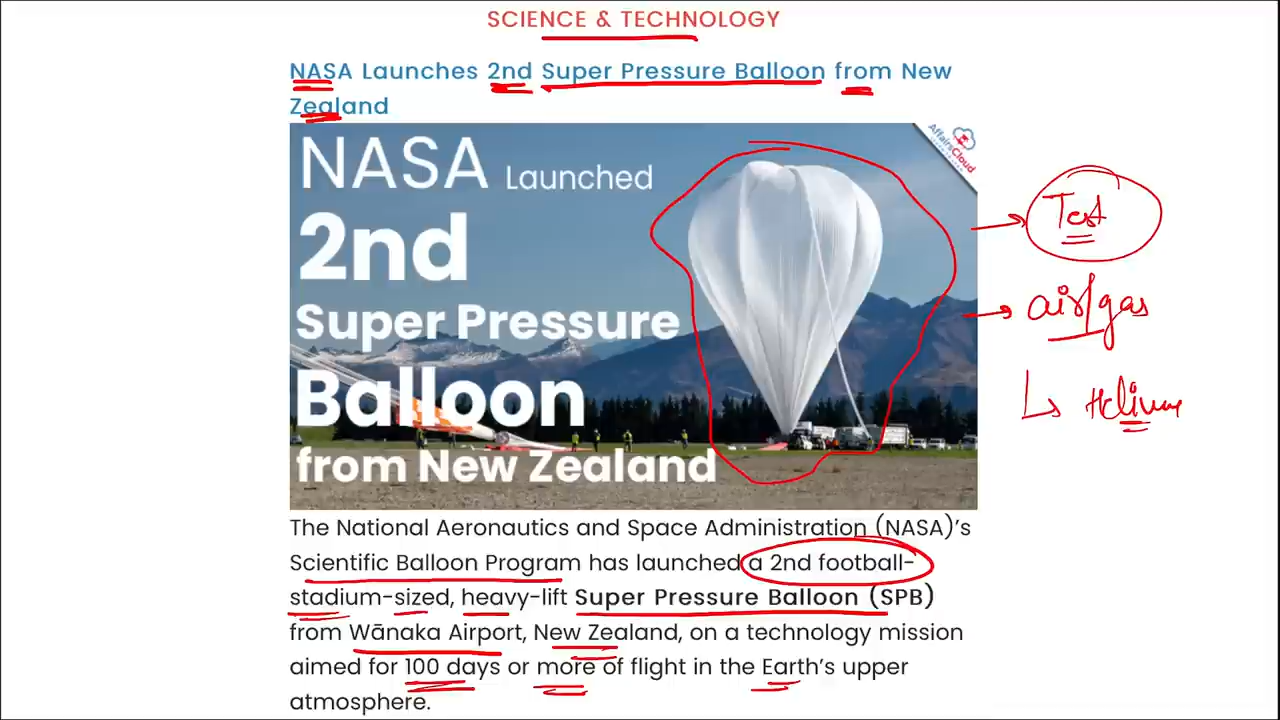 SCIENCE & TECHNOLOGY
NASA Launches 2nd Super Pressure Balloon from New
Zealand
NASA Launched
2nd
Super Pressure
Balloon
from New Zealand
AffairsCloud
Test
air/gas
Helium
The National Aeronautics and Space Administration (NASA)'s
Scientific Balloon Program has launched a 2nd football-
stadium-sized, heavy-lift Super Pressure Balloon (SPB)
from Wānaka Airport, New Zealand, on a technology mission
aimed for 100 days or more of flight in the Earth's upper
atmosphere.